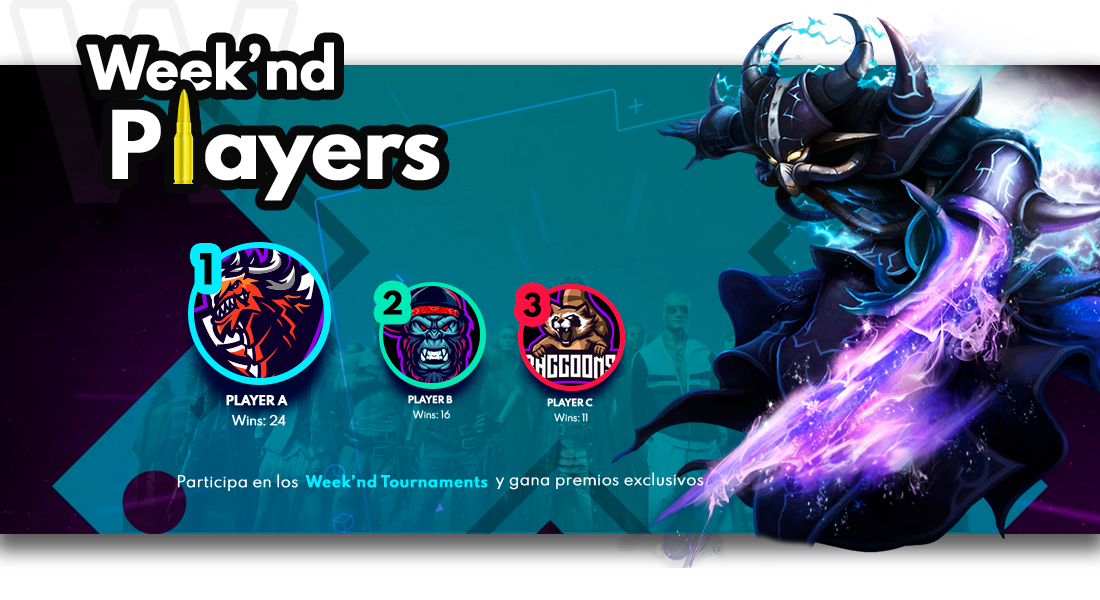 Week'nd
Players
1
2
3
PLAYER A
Wins: 24
PLAYER B
Wins: 16
RACCOONS
PLAYER C
Wins: 11
Participa en los Week'nd Tournaments y gana premios exclusivos